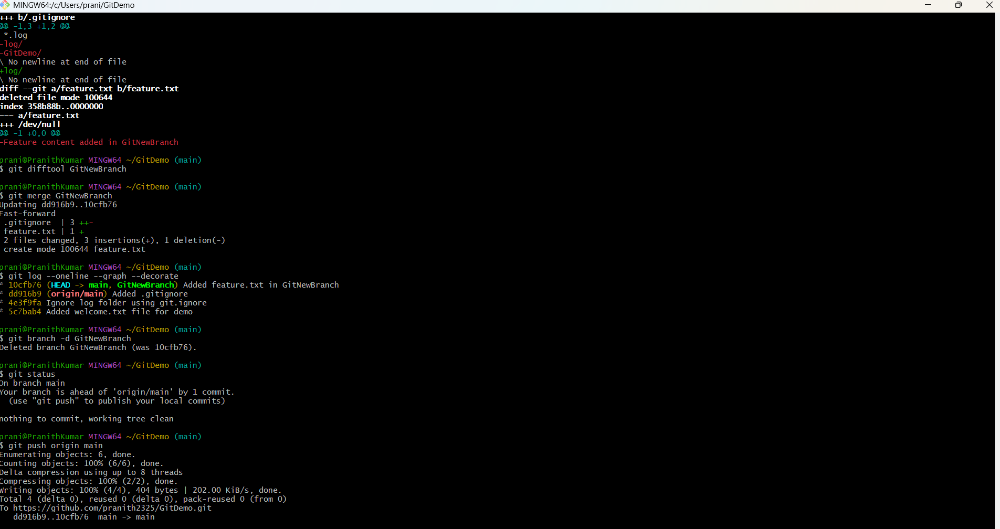 MINGW64:/c/Users/prani/GitDemo
+++ b/.gitignore
@@ -1,3 +1,2 @@
 *.log
-log/
-GitDemo/
\ No newline at end of file
+log/
\ No newline at end of file
diff --git a/feature.txt b/feature.txt
deleted file mode 100644
index 358b88b..0000000
--- a/feature.txt
+++ /dev/null
@@ -1 +0,0 @@
-Feature content added in GitNewBranch

prani@PranithKumar MINGW64 ~/GitDemo (main)
$ git difftool GitNewBranch

prani@PranithKumar MINGW64 ~/GitDemo (main)
$ git merge GitNewBranch
Updating dd916b9..10cfb76
Fast-forward
 .gitignore  | 3 ++-
 feature.txt | 1 +
 2 files changed, 3 insertions(+), 1 deletion(-)
 create mode 100644 feature.txt

prani@PranithKumar MINGW64 ~/GitDemo (main)
$ git log --oneline --graph --decorate
* 10cfb76 (HEAD -> main, GitNewBranch) Added feature.txt in GitNewBranch
* dd916b9 (origin/main) Added .gitignore
* 4e3f9fa Ignore log folder using git.ignore
* 5c7bab4 Added welcome.txt file for demo

prani@PranithKumar MINGW64 ~/GitDemo (main)
$ git branch -d GitNewBranch
Deleted branch GitNewBranch (was 10cfb76).

prani@PranithKumar MINGW64 ~/GitDemo (main)
$ git status
On branch main
Your branch is ahead of 'origin/main' by 1 commit.
  (use "git push" to publish your local commits)

nothing to commit, working tree clean

prani@PranithKumar MINGW64 ~/GitDemo (main)
$ git push origin main
Enumerating objects: 6, done.
Counting objects: 100% (6/6), done.
Delta compression using up to 8 threads
Compressing objects: 100% (2/2), done.
Writing objects: 100% (4/4), 404 bytes | 202.00 KiB/s, done.
Total 4 (delta 0), reused 0 (delta 0), pack-reused 0 (from 0)
To https://github.com/pranith2325/GitDemo.git
   dd916b9..10cfb76  main -> main